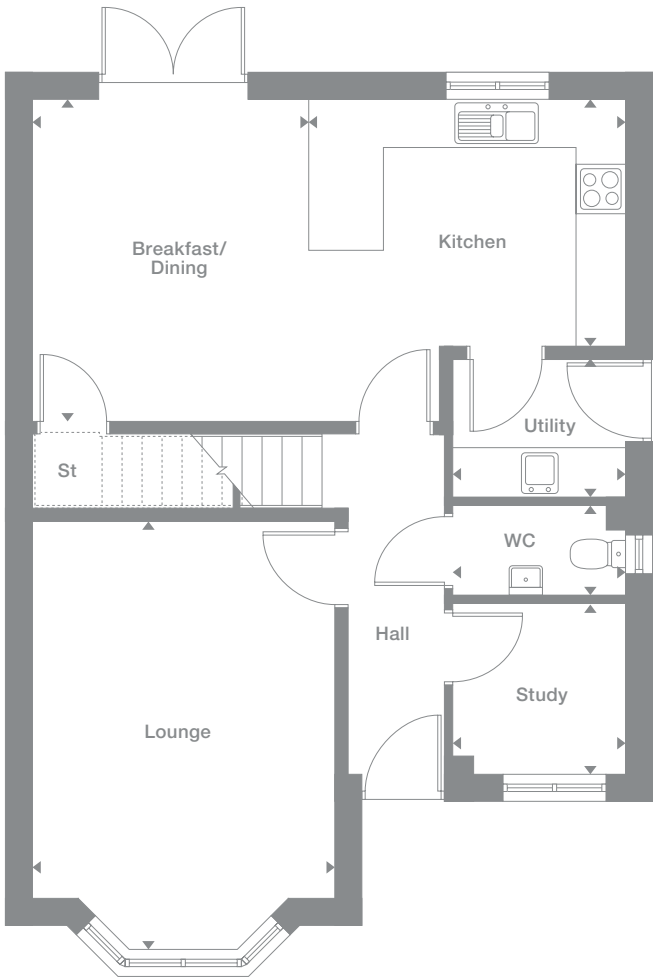 Breakfast/
Dining
Kitchen
Utility
St
WC
Hall
Study
Lounge